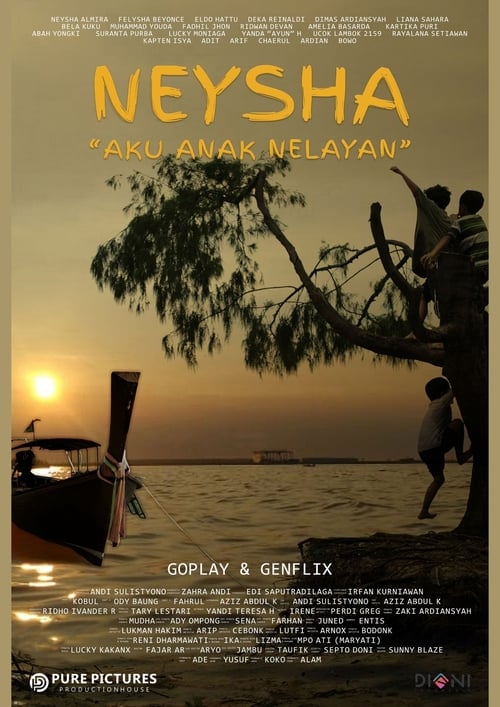 NEYSHA ALMIRA FELYSHA BEYONCE ELDO HATTU DEKA REINALDI DIMAS ARDIANSYAH LIANA SAHARA
BELA KUKU MUHAMMAD YOUDA FADHIL JHON RIDWAN DEVAN AMELIA BASARDA KARTIKA PURI
ABAH YONGKI SURANTA PURBA LUCKY MONIAGA YANDA "AYUN" H UCOK LAMBOK 2159 RAYALANA SETIAWAN
KAPTEN ISYA ADIT ARIF CHAERUL ARDIAN BOWO
NEYSHA
"AKU ANAK NELAYAN"
GOPLAY & GENFLIX
ANDI SULISTYONO ZAHRA ANDI EDI SAPUTRADILAGA IRFAN KURNIAWAN
KOBUL ODY BAUNG FAHRUL AZIZ ABDUL K ANDI SULISTYONO AZIZ ABDUL K
RIDHO IVANDER R TARY LESTARI YANDI TERESA H IRENE PERDI GREG ZAKI ARDIANSYAH
MUDHA ADY OMPONG SENA FARHAN JUNED ENTIS
LUKMAN HAKIM ARIP CEBONK LUTFI ARNOX BODONK
RENI DHARMAWATI IKA LIZMA MPO ATI (MARYATI)
LUCKY KAKANX FAJAR AR ARYO JAMBU TAUFIK SEPTO DONI SUNNY BLAZE
ADE YUSUF KOKO ALAM
PURE PICTURES
PRODUCTIONHOUSE
DIONI